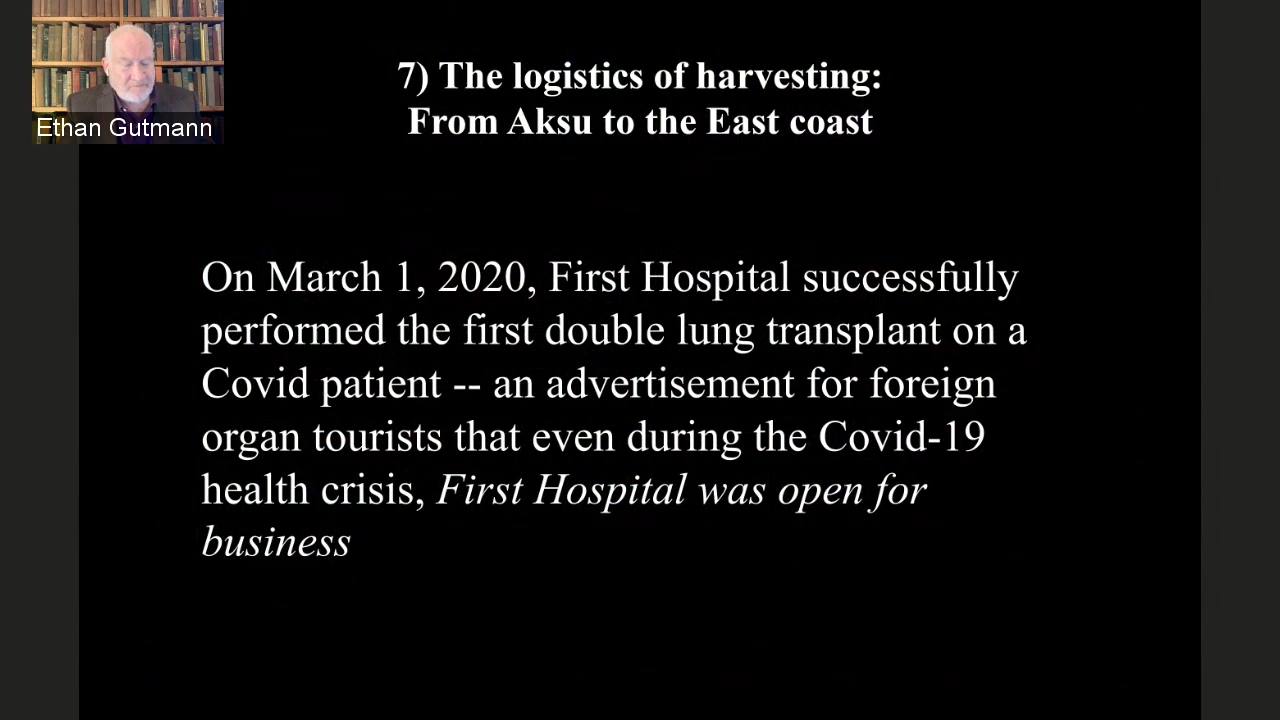 7) The logistics of harvesting:
From Aksu to the East coast
Ethan Gutmann
On March 1, 2020, First Hospital successfully
performed the first double lung transplant on a
Covid patient -- an advertisement for foreign
organ tourists that even during the Covid-19
health crisis, First Hospital was open for
business